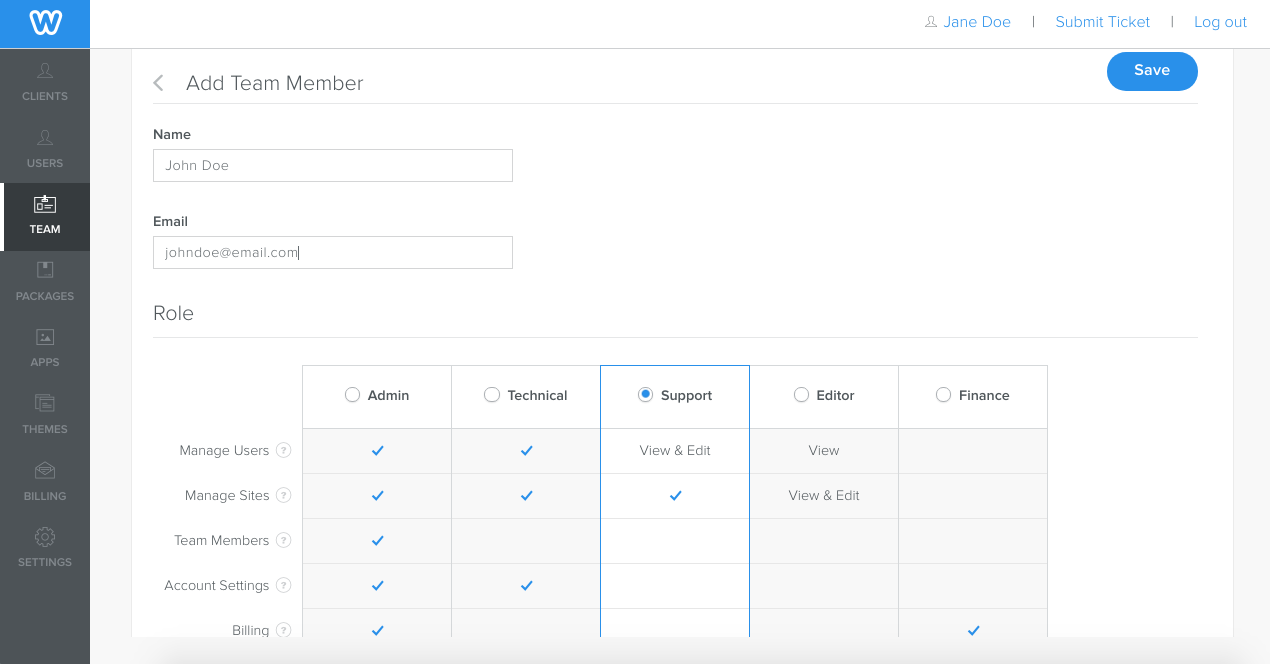 Jane Doe | Submit Ticket | Log out
CLIENTS
USERS
TEAM
PACKAGES
APPS
THEMES
BILLING
SETTINGS
Add Team Member
Save
Name
John Doe
Email
johndoe@email.com
Role
Admin Technical Support Editor Finance
Manage Users ? View & Edit View
Manage Sites ? View & Edit
Team Members ?
Account Settings ?
Billing ?